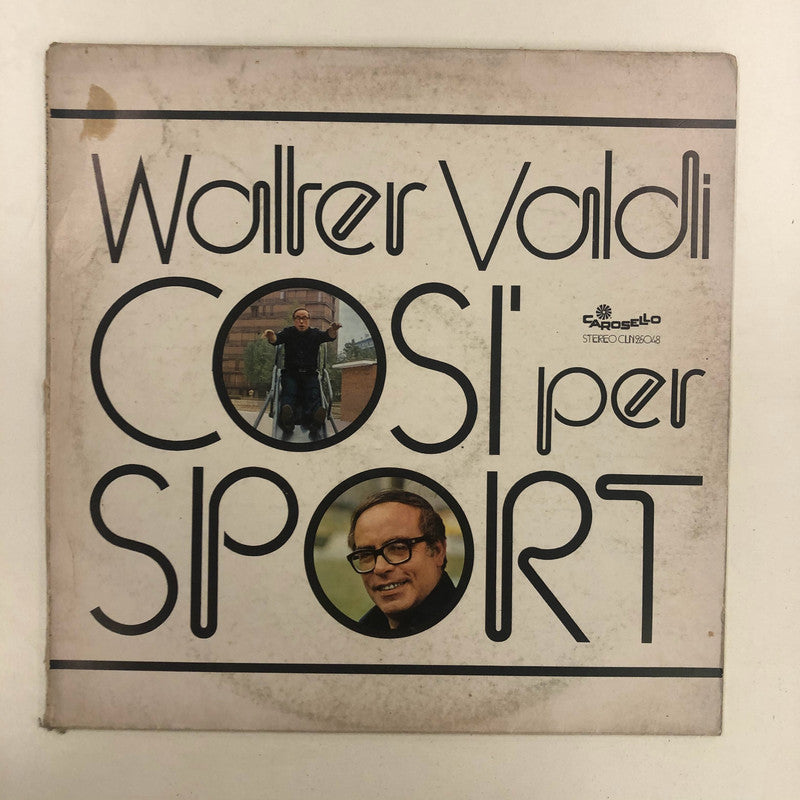 Walter Valdi
COSI' per
CAROSELLO
STEREO CLN 25048
SPORT